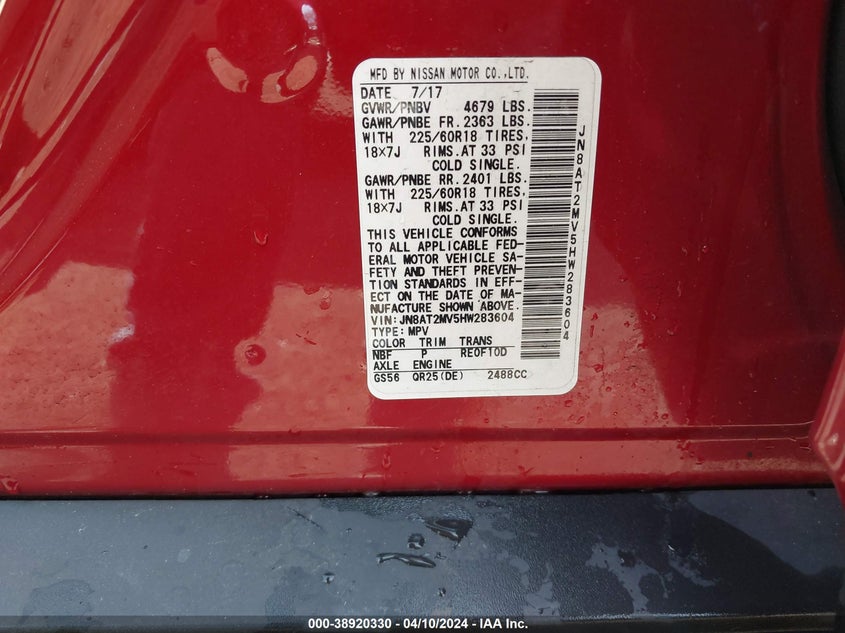 MFD BY NISSAN MOTOR CO.,LTD.
DATE 7/17
GVWR/PNBV 4679 LBS.
GAWR/PNBE FR. 2363 LBS.
WITH 225/60R18 TIRES,
18×7J RIMS.AT 33 PSI
COLD SINGLE.
GAWR/PNBE RR. 2401 LBS.
WITH 225/60R18 TIRES,
18×7J RIMS.AT 33 PSI
COLD SINGLE.
THIS VEHICLE CONFORMS
TO ALL APPLICABLE FED-
ERAL MOTOR VEHICLE SA-
FETY AND THEFT PREVEN-
TION STANDARDS IN EFF-
ECT ON THE DATE OF MA-
NUFACTURE SHOWN ABOVE.
VIN:JN8AT2MV5HW283604
TYPE:MPV
COLOR TRIM TRANS
NBF P RE0F10D
AXLE ENGINE
GS56 QR25(DE) 2488CC
JN8AT2MV5HW283604
000-38920330 - 04/10/2024 - IAA Inc.